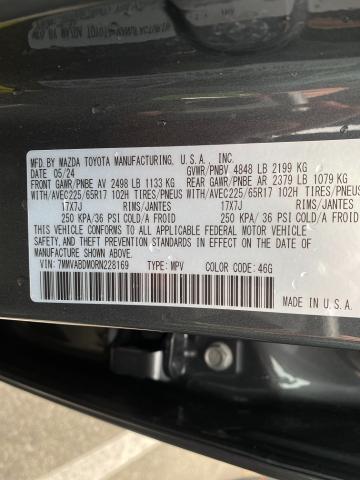 MFD.BY MAZDA TOYOTA MANUFACTURING, U.S.A., INC.
DATE 05/24 GVWR/PNBV 4848 LB 2199 KG
FRONT GAWR/PNBE AV 2498 LB 1133 KG REAR GAWR/PNBE AR 2379 LB 1079 KG
WITH/AVEC225/65R17 102H TIRES/PNEUS WITH/AVEC225/65R17 102H TIRES/PNEUS
17X7J RIMS/JANTES 17X7J RIMS/JANTES
250 KPA/36 PSI COLD/A FROID 250 KPA/36 PSI COLD/A FROID
THIS VEHICLE CONFORMS TO ALL APPLICABLE FEDERAL MOTOR VEHICLE
SAFETY, AND THEFT PREVENTION STANDARDS IN EFFECT ON THE DATE OF
MANUFACTURE SHOWN ABOVE.
VIN: 7MMVABDM0RN228169 TYPE: MPV COLOR CODE: 46G
MADE IN U.S.A.